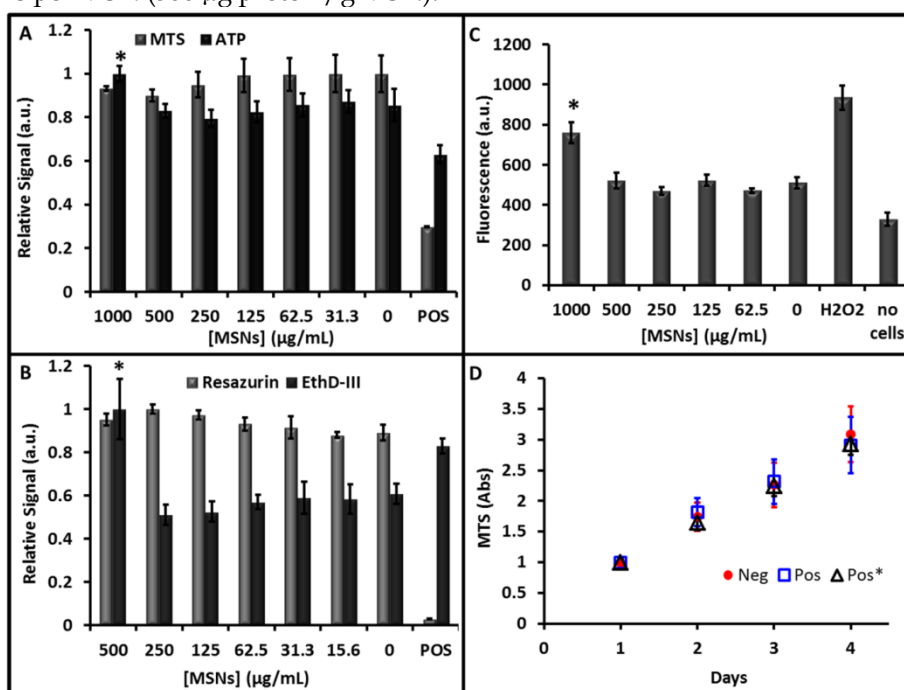 A
MTS ATP
*
Relative Signal (a.u.)
1.2
1
0.8
0.6
0.4
0.2
0
1000 500 250 125 62.5 31.3 0 POS
[MSNs] (µg/mL)
C
*
Fluorescence (a.u.)
1200
1000
800
600
400
200
0
1000 500 250 125 62.5 0 H2O2 no cells
[MSNs] (µg/mL)
B
Resazurin EthD-III
*
Relative Signal (a.u.)
1.2
1
0.8
0.6
0.4
0.2
0
500 250 125 62.5 31.3 15.6 0 POS
[MSNs] (µg/mL)
D
MTS (Abs)
4
3.5
3
2.5
2
1.5
1
0.5
0
Neg Pos Pos*
0 1 2 3 4
Days